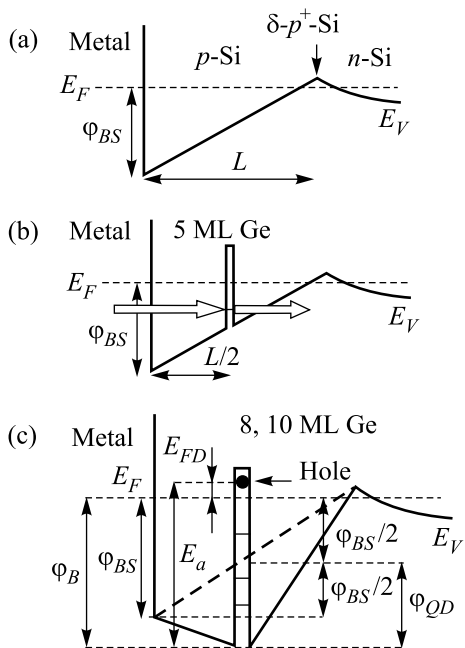 (a) Metal δ-p⁺-Si
p-Si n-Si
E_F
φ_BS
E_V
L
(b) Metal 5 ML Ge
E_F
φ_BS
E_V
L/2
(c) Metal 8, 10 ML Ge
E_FD
Hole
E_F
φ_B φ_BS E_a φ_BS/2 E_V
φ_BS/2 φ_QD